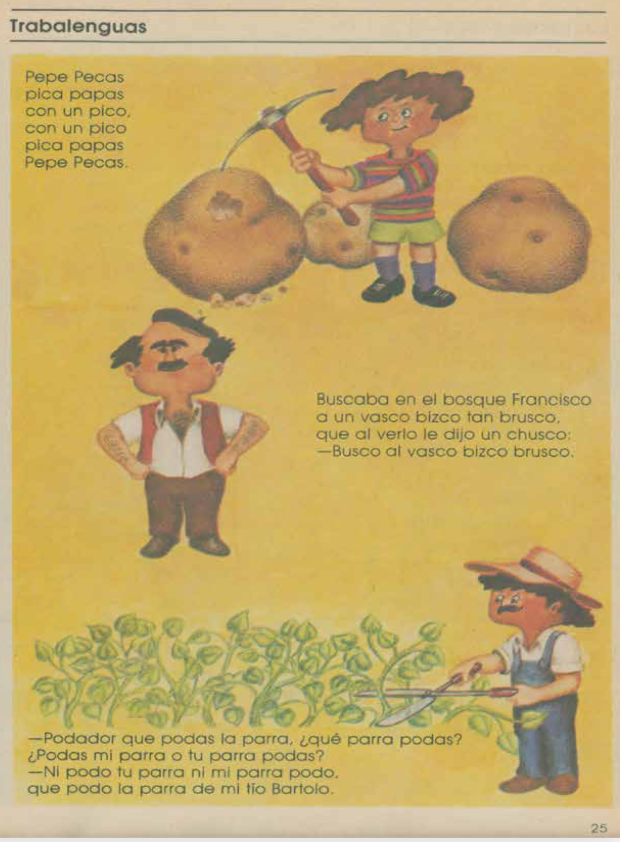 Trabalenguas
Pepe Pecas
pica papas
con un pico,
con un pico
pica papas
Pepe Pecas.
Buscaba en el bosque Francisco
a un vasco bizco tan brusco,
que al verlo le dijo un chusco:
—Busco al vasco bizco brusco.
—Podador que podas la parra, ¿qué parra podas?
¿Podas mi parra o tu parra podas?
—Ni podo tu parra ni mi parra podo,
que podo la parra de mi tío Bartolo.
25